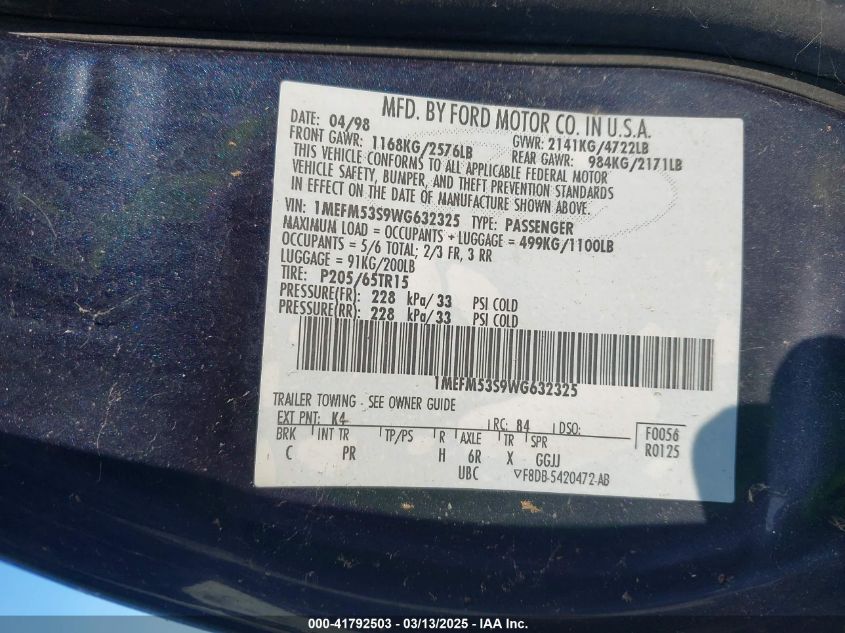 MFD. BY FORD MOTOR CO. IN U.S.A.
DATE: 04/98 GVWR: 2141KG/4722LB
FRONT GAWR: 1168KG/2576LB REAR GAWR: 984KG/2171LB
THIS VEHICLE CONFORMS TO ALL APPLICABLE FEDERAL MOTOR
VEHICLE SAFETY, BUMPER, AND THEFT PREVENTION STANDARDS
IN EFFECT ON THE DATE OF MANUFACTURE SHOWN ABOVE.
VIN: 1MEFM53S9WG632325 TYPE: PASSENGER
MAXIMUM LOAD = OCCUPANTS + LUGGAGE = 499KG/1100LB
OCCUPANTS = 5/6 TOTAL; 2/3 FR, 3 RR
LUGGAGE = 91KG/200LB
TIRE: P205/65TR15
PRESSURE(FR): 228 kPa/33 PSI COLD
PRESSURE(RR): 228 kPa/33 PSI COLD
1MEFM53S9WG632325
TRAILER TOWING - SEE OWNER GUIDE
EXT PNT: K4 RC: 84 DSO: F0056
BRK INT TR TP/PS R AXLE TR SPR R0125
C PR H 6R X GGJJ
UBC ▽F8DB-5420472-AB
000-41792503 - 03/13/2025 - IAA Inc.